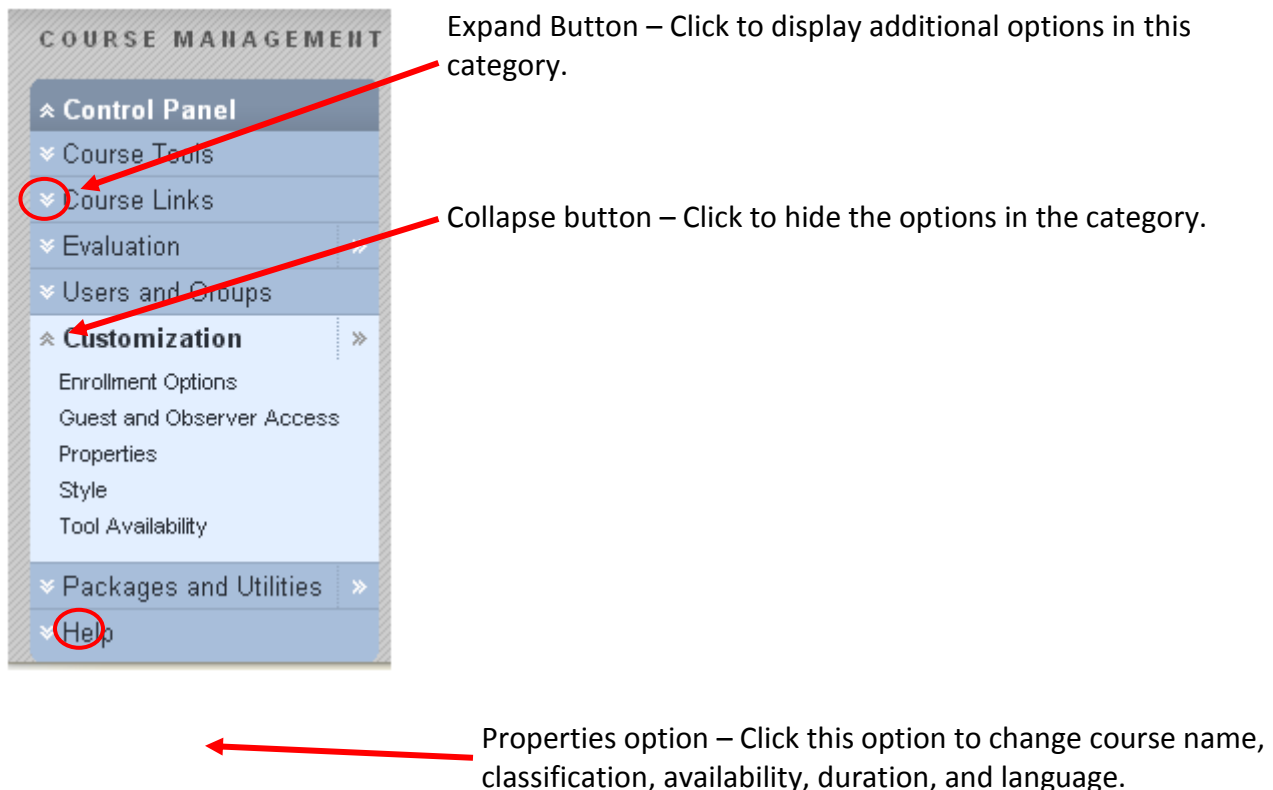 COURSE MANAGEMENT
Control Panel
Course Tools
Course Links
Evaluation
Users and Groups
Customization
Enrollment Options
Guest and Observer Access
Properties
Style
Tool Availability
Packages and Utilities
Help
Expand Button – Click to display additional options in this
category.
Collapse button – Click to hide the options in the category.
Properties option – Click this option to change course name,
classification, availability, duration, and language.